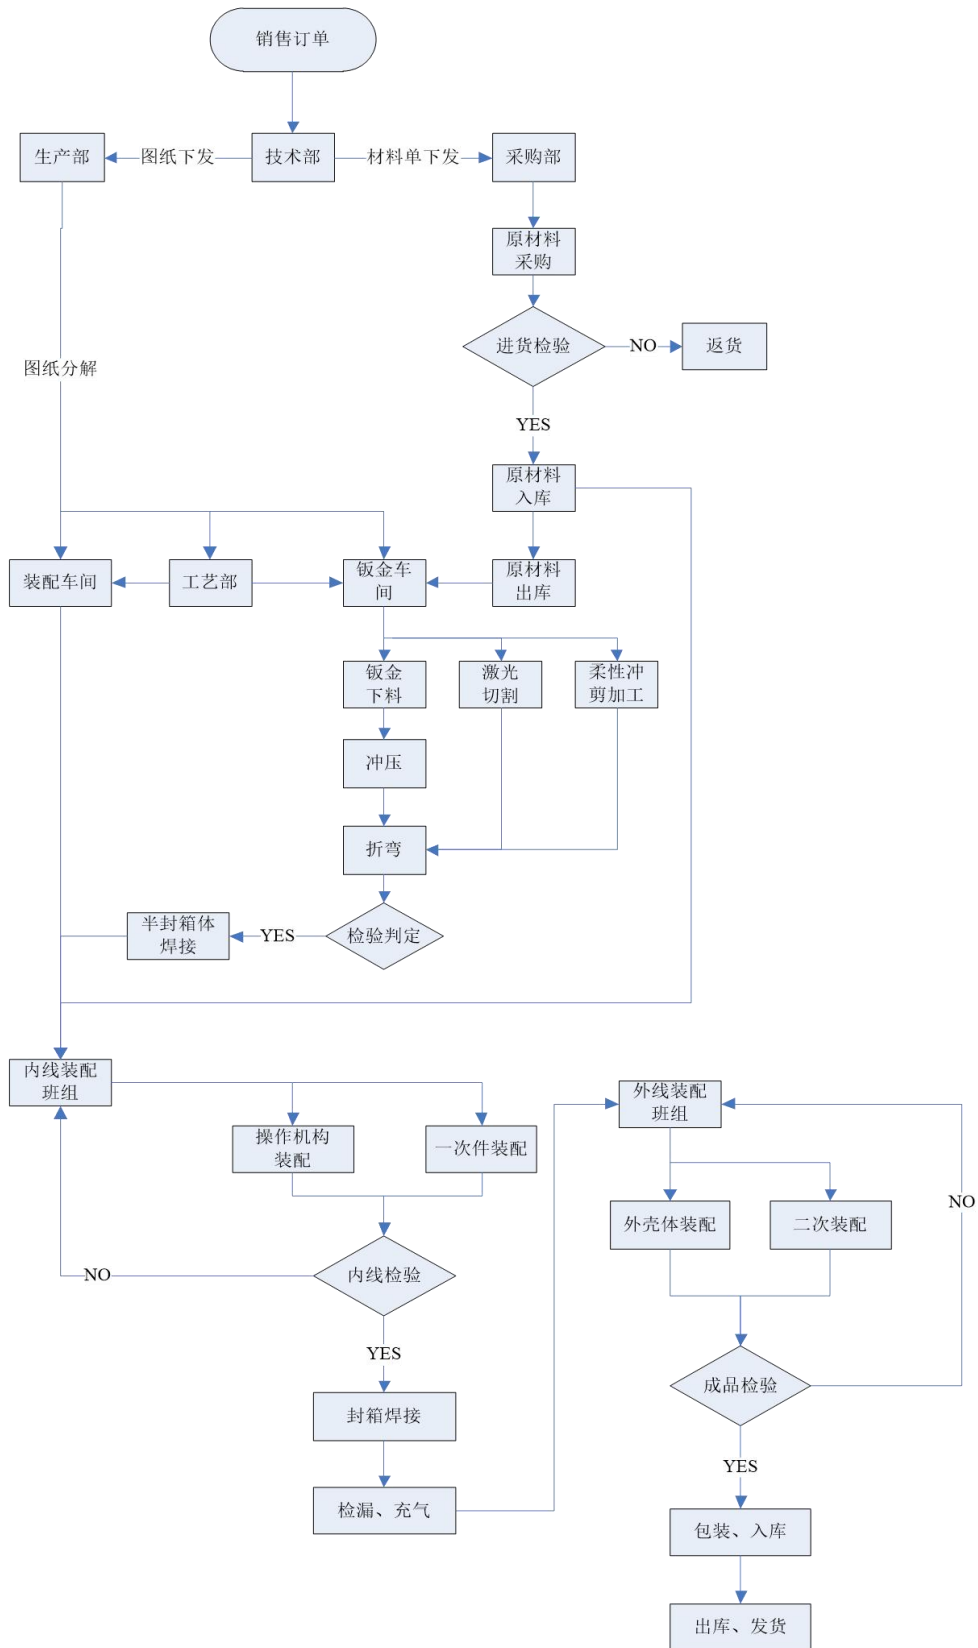 销售订单
生产部
图纸下发
技术部
材料单下发
采购部
原材料
采购
进货检验
NO
返货
图纸分解
YES
原材料
入库
装配车间
工艺部
钣金车
间
原材料
出库
钣金
下料
激光
切割
柔性冲
剪加工
冲压
折弯
半封箱体
焊接
YES
检验判定
内线装配
班组
操作机构
装配
一次件装配
外线装配
班组
NO
外壳体装配
二次装配
NO
内线检验
YES
成品检验
封箱焊接
YES
检漏、充气
包装、入库
出库、发货